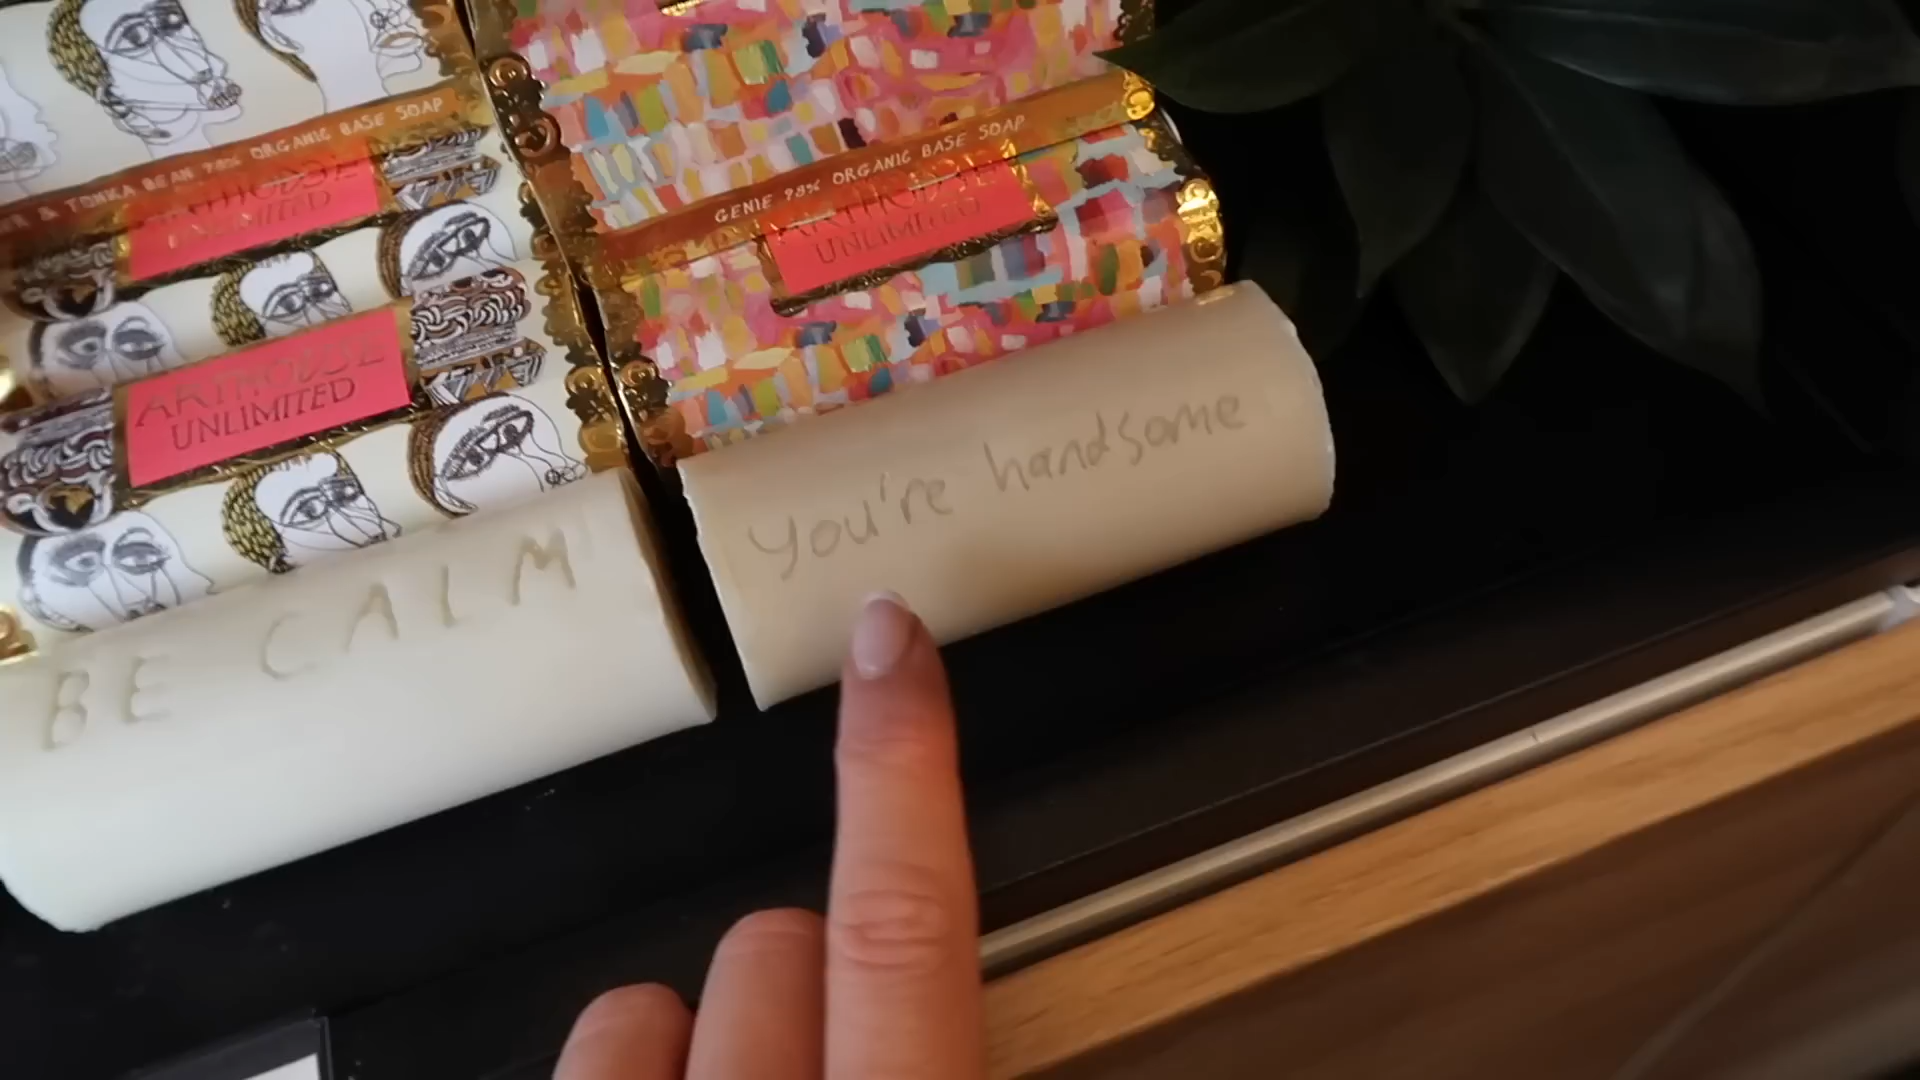 & TONKA BEAN 98% ORGANIC BASE SOAP
ARTHOUSE
UNLIMITED
ARTHOUSE
UNLIMITED
BE CALM
GENIE 98% ORGANIC BASE SOAP
ARTHOUSE
UNLIMITED
you're handsome